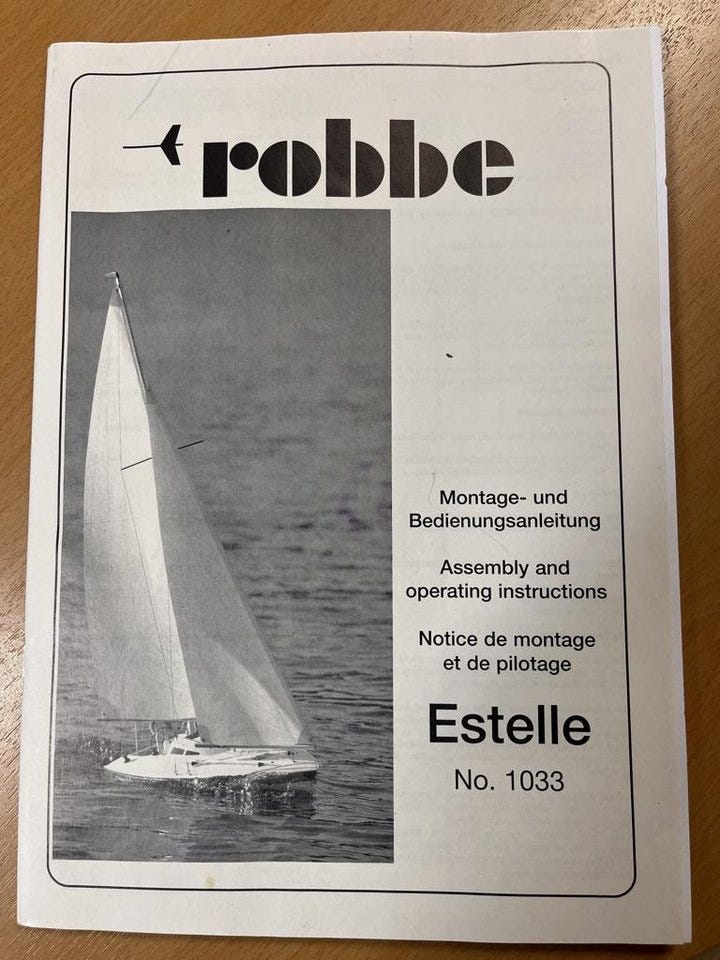 robbe
Montage- und
Bedienungsanleitung
Assembly and
operating instructions
Notice de montage
et de pilotage
Estelle
No. 1033